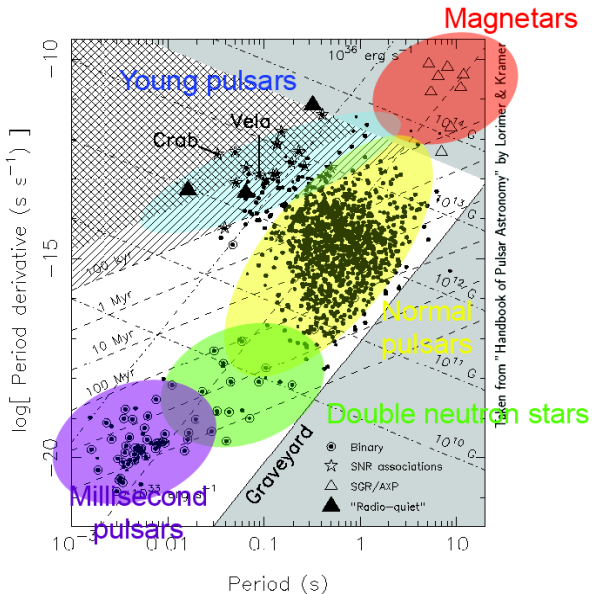 Magnetars
−10
10³⁶ erg s⁻¹
Young pulsars
Vela
Crab
10¹⁴ G
10¹³ G
−15
100 kyr
1 Myr
10¹² G
10 Myr
Normal
pulsars
10¹¹ G
100 Myr
Double neutron stars
10¹⁰ G
−20
Graveyard
Binary
SNR associations
SGR/AXP
"Radio-quiet"
10³³ erg s⁻¹
Millisecond
pulsars
10⁻³
0.01
0.1
1
10
Period (s)
log[ Period derivative (s s⁻¹) ]
Taken from "Handbook of Pulsar Astronomy" by Lorimer & Kramer